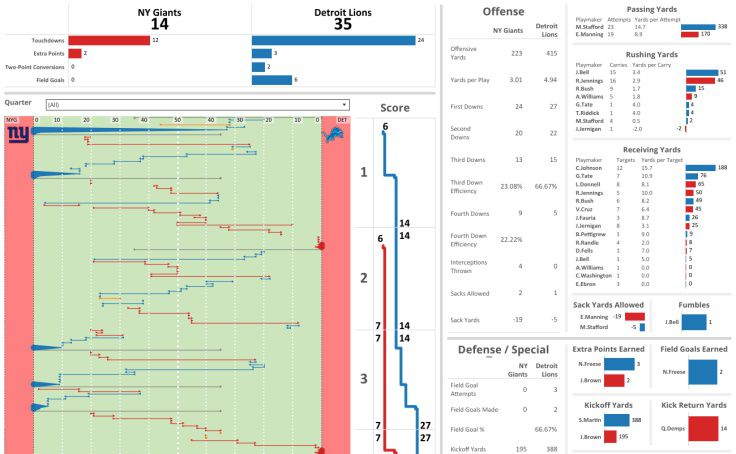 NY Giants
14
Detroit Lions
35
Touchdowns 12 24
Extra Points 2 3
Two-Point Conversions 0 2
Field Goals 0 6
Quarter (All)
NYG 0 10 20 30 40 50 40 30 20 10 0 DET
ny
Score
6
1
14
14
6
2
7 14
7 14
3
7 27
7 27
Offense
NY Giants Detroit Lions
Offensive Yards 223 415
Yards per Play 3.01 4.94
First Downs 24 27
Second Downs 20 22
Third Downs 13 15
Third Down Efficiency 23.08% 66.67%
Fourth Downs 9 5
Fourth Down Efficiency 22.22%
Interceptions Thrown 4 0
Sacks Allowed 2 1
Sack Yards -19 -5
Defense / Special
NY Giants Detroit Lions
Field Goal Attempts 0 3
Field Goals Made 0 2
Field Goal % 66.67%
Kickoff Yards 195 388
Passing Yards
Playmaker Attempts Yards per Attempt
M.Stafford 23 14.7 338
E.Manning 19 8.9 170
Rushing Yards
Playmaker Carries Yards per Carry
J.Bell 15 3.4 51
R.Jennings 16 2.9 46
R.Bush 9 1.7 15
A.Williams 5 1.8 9
G.Tate 1 4.0 4
T.Riddick 1 4.0 4
M.Stafford 4 0.5 2
J.Jernigan 1 -2.0 -2
Receiving Yards
Playmaker Targets Yards per Target
C.Johnson 12 15.7 188
G.Tate 7 10.9 76
L.Donnell 8 8.1 65
R.Jennings 5 10.0 50
R.Bush 6 8.2 49
V.Cruz 7 6.4 45
J.Fauria 3 8.7 26
J.Jernigan 8 3.1 25
B.Pettigrew 1 9.0 9
R.Randle 4 2.0 8
D.Fells 1 7.0 7
J.Bell 1 5.0 5
A.Williams 1 0.0 0
C.Washington 1 0.0 0
E.Ebron 3 0.0 0
Sack Yards Allowed
E.Manning -19
M.Stafford -5
Fumbles
J.Bell 1
Extra Points Earned
N.Freese 3
J.Brown 2
Field Goals Earned
N.Freese 2
Kickoff Yards
S.Martin 388
J.Brown 195
Kick Return Yards
Q.Demps 14